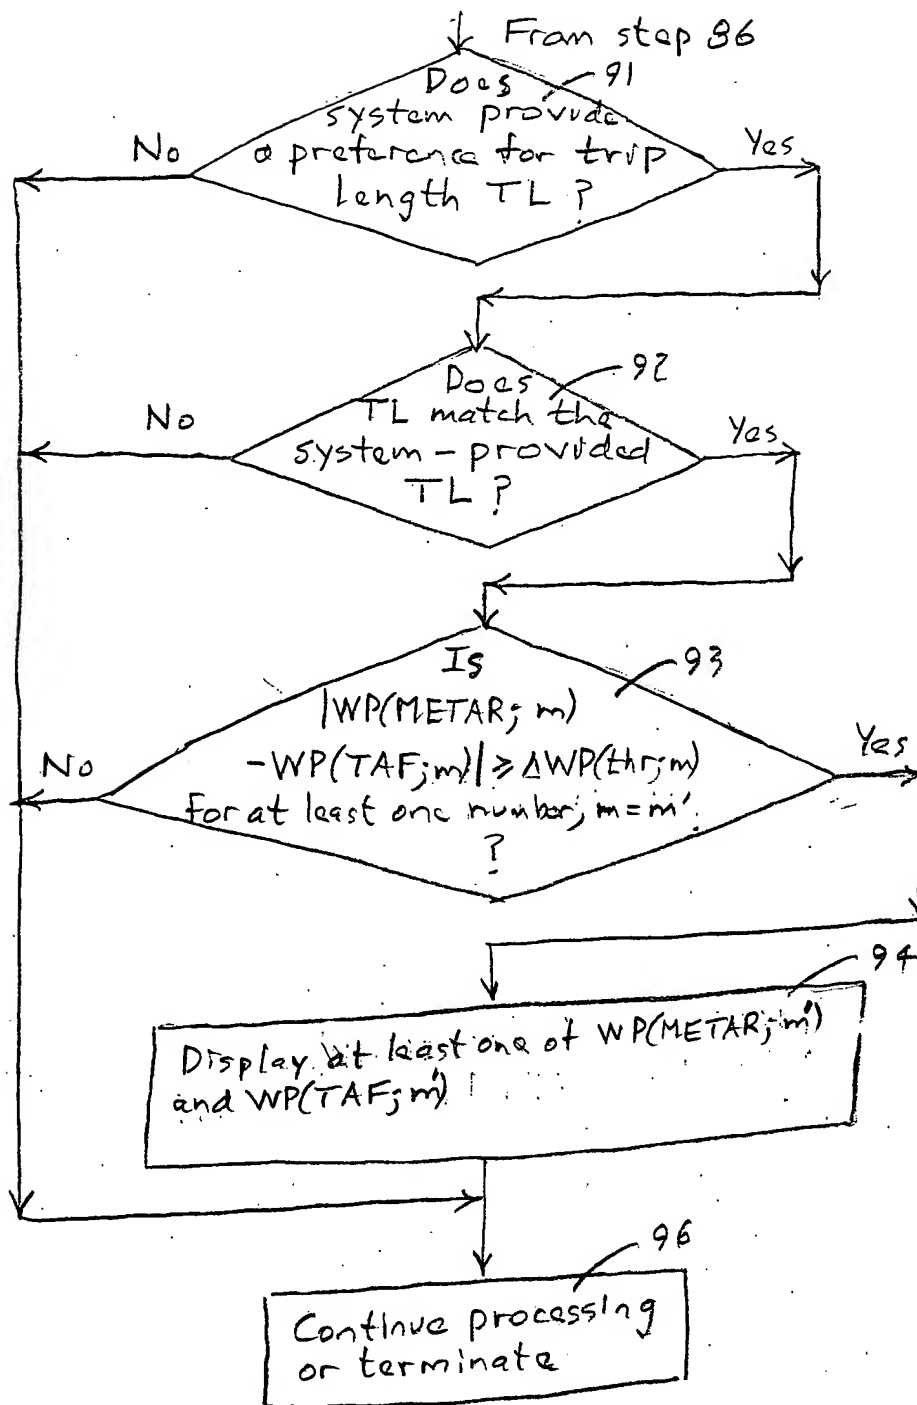 From step 86
91
Does
system provide
a preference for trip
length TL ?
No
Yes
92
Does
TL match the
system - provided
TL ?
No
Yes
93
Is
|WP(METAR; m)
-WP(TAF; m)| ≥ ΔWP(thr; m)
for at least one number, m = m'
?
No
Yes
94
Display at least one of WP(METAR; m')
and WP(TAF; m')
96
Continue processing
or terminate